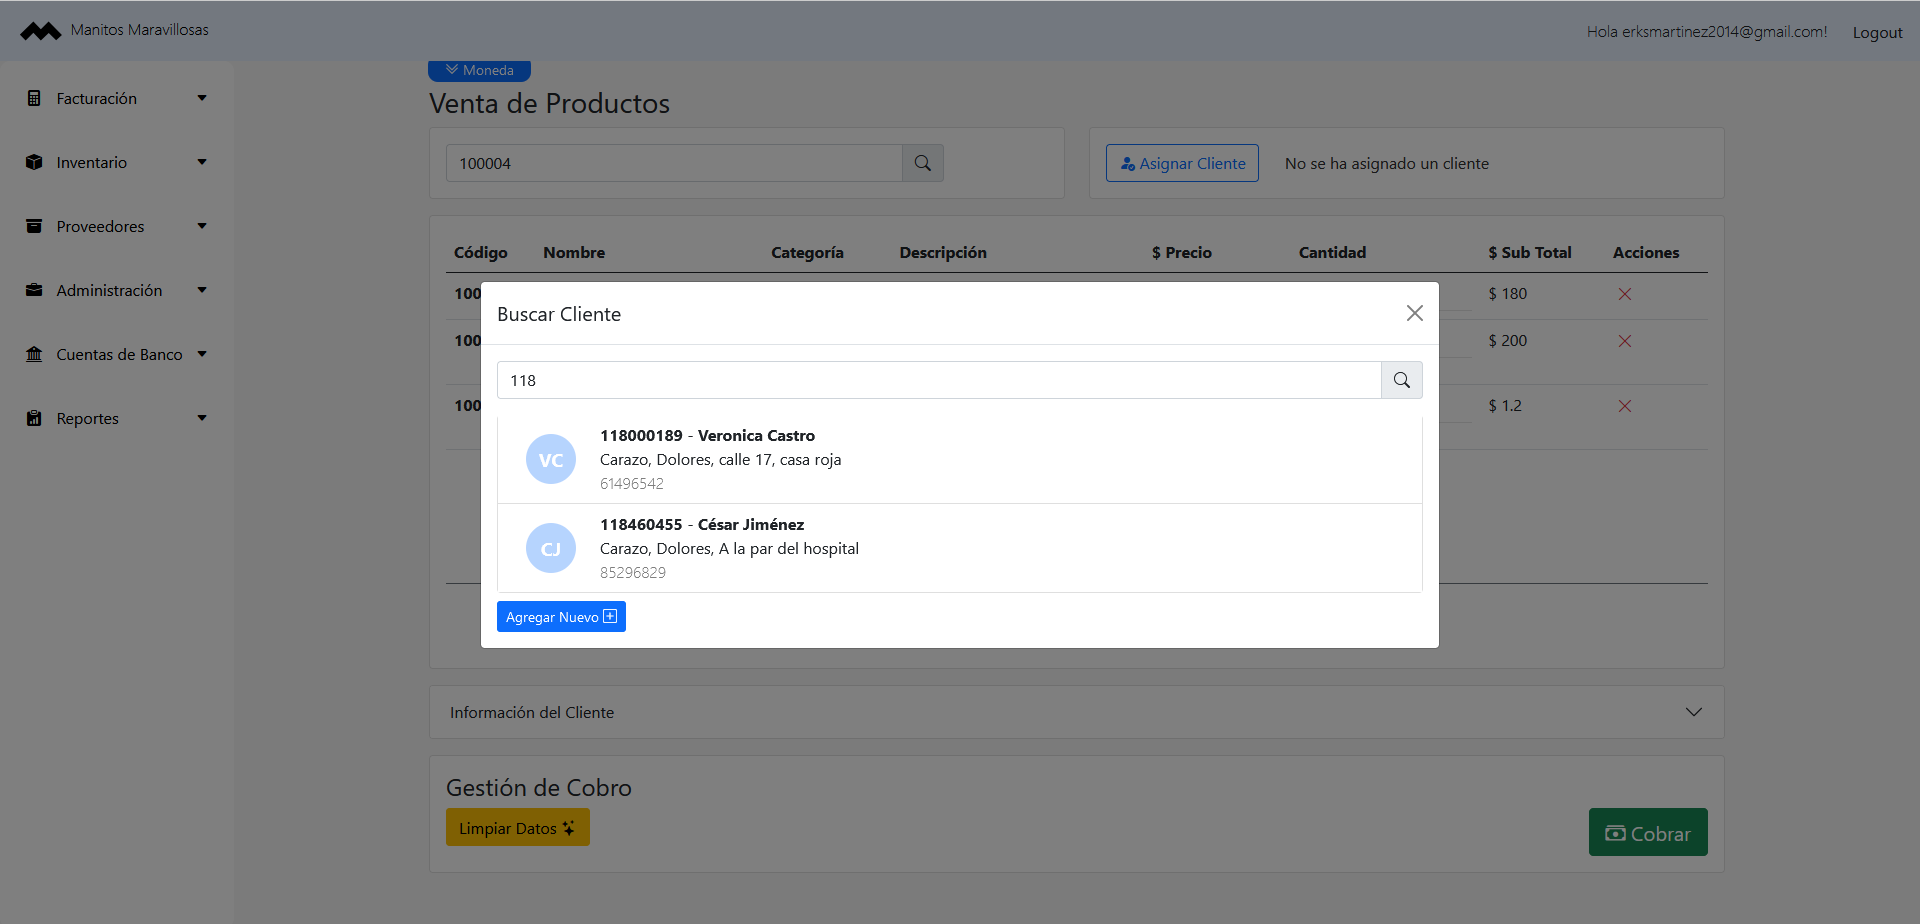 Manitos Maravillosas
Hola erksmartinez2014@gmail.com!
Logout
Facturación
Inventario
Proveedores
Administración
Cuentas de Banco
Reportes
Moneda
Venta de Productos
100004
Asignar Cliente
No se ha asignado un cliente
Código Nombre Categoría Descripción $ Precio Cantidad $ Sub Total Acciones
100 $ 180
100 $ 200
100 $ 1.2
Buscar Cliente
118
VC
118000189 - Veronica Castro
Carazo, Dolores, calle 17, casa roja
61496542
CJ
118460455 - César Jiménez
Carazo, Dolores, A la par del hospital
85296829
Agregar Nuevo
Información del Cliente
Gestión de Cobro
Limpiar Datos
Cobrar